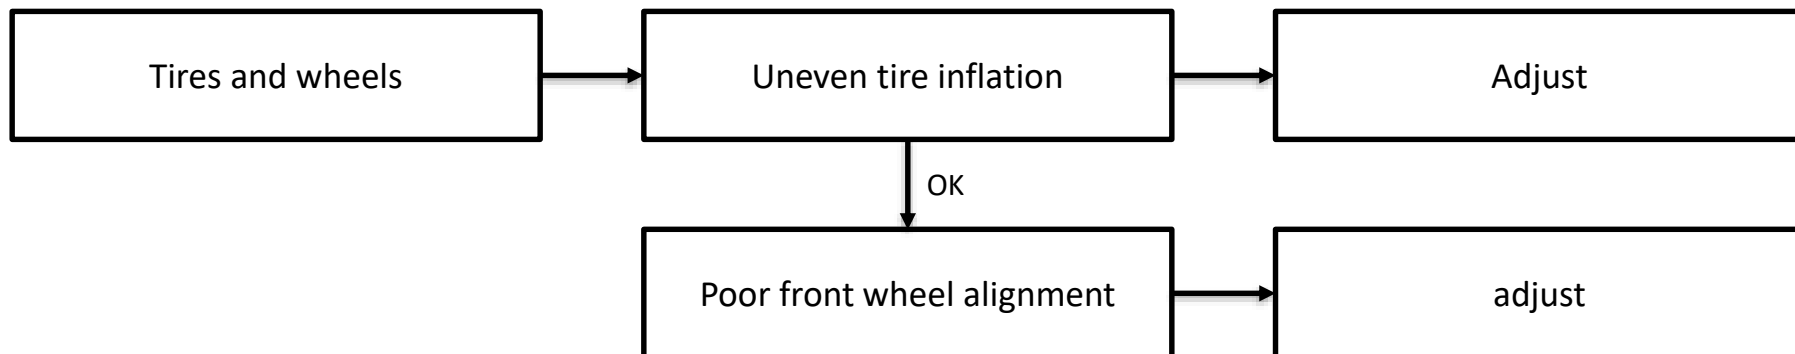 Tires and wheels
Uneven tire inflation
Adjust
OK
Poor front wheel alignment
adjust